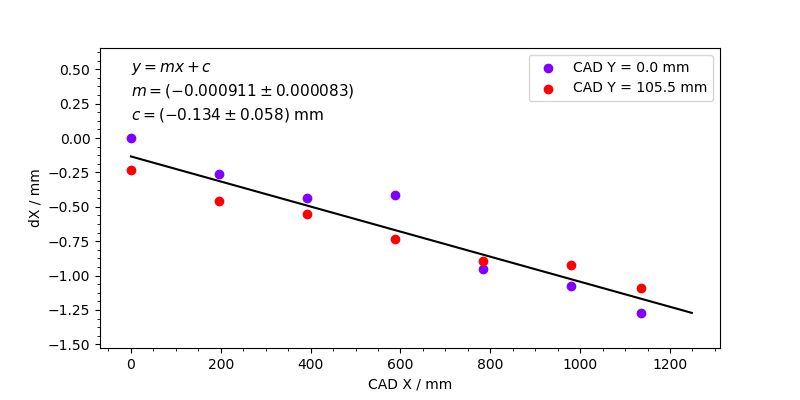 y = mx + c
m = (−0.000911 ± 0.000083)
c = (−0.134 ± 0.058) mm
CAD Y = 0.0 mm
CAD Y = 105.5 mm
dX / mm
0.50
0.25
0.00
−0.25
−0.50
−0.75
−1.00
−1.25
−1.50
0 200 400 600 800 1000 1200
CAD X / mm